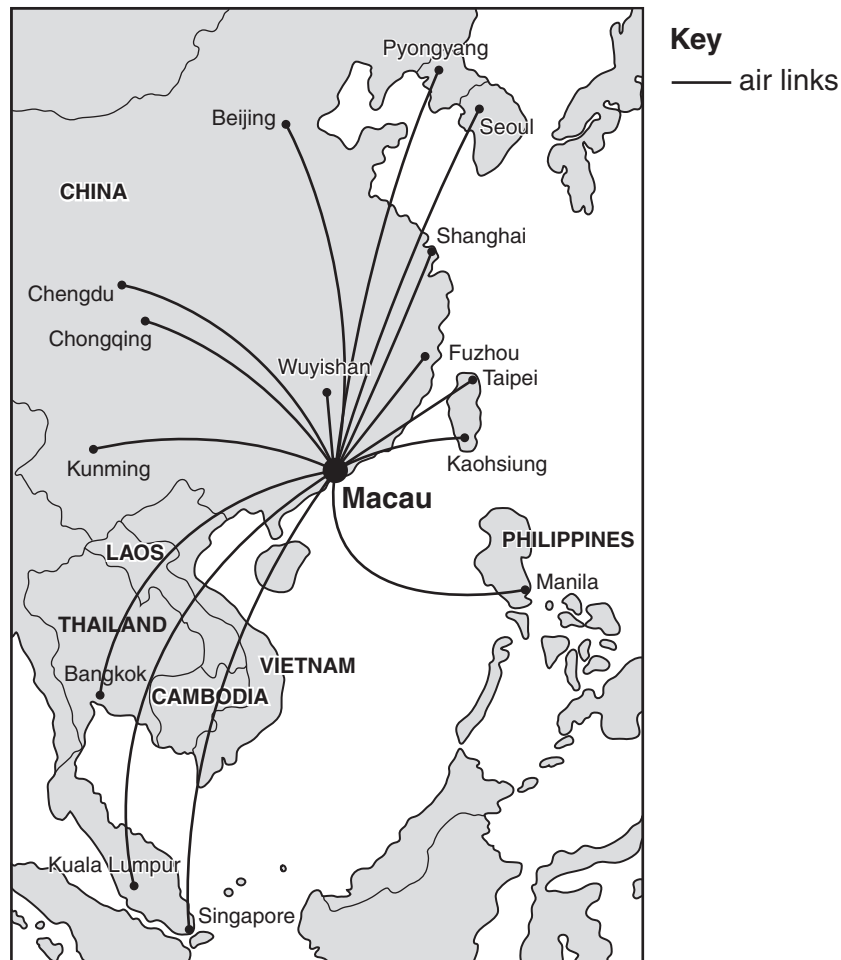 Key
air links
Pyongyang
Beijing
Seoul
CHINA
Shanghai
Chengdu
Chongqing
Wuyishan
Fuzhou
Taipei
Kunming
Kaohsiung
Macau
LAOS
PHILIPPINES
Manila
THAILAND
VIETNAM
Bangkok
CAMBODIA
Kuala Lumpur
Singapore